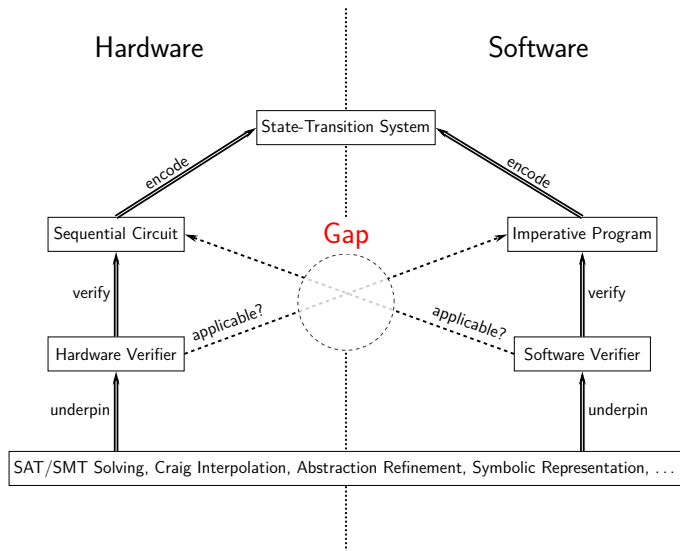 Hardware
Software
State-Transition System
encode
encode
Sequential Circuit
Gap
Imperative Program
verify
applicable?
applicable?
verify
Hardware Verifier
Software Verifier
underpin
underpin
SAT/SMT Solving, Craig Interpolation, Abstraction Refinement, Symbolic Representation, ...